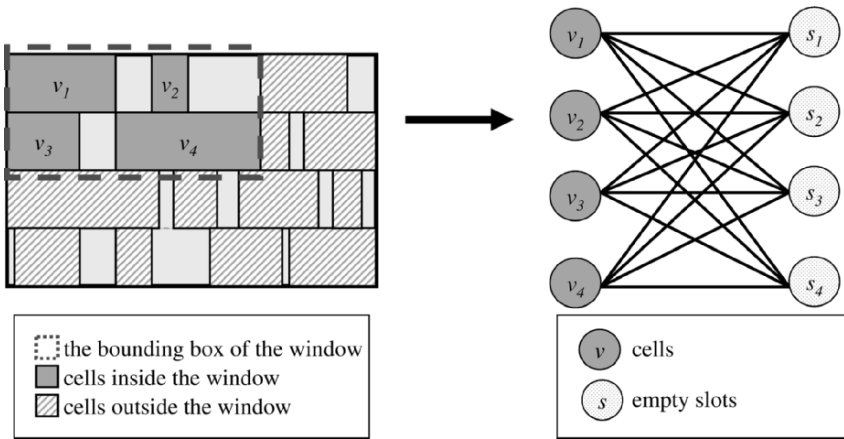 v1 v2
v3 v4
the bounding box of the window
cells inside the window
cells outside the window
v1 s1
v2 s2
v3 s3
v4 s4
v cells
s empty slots